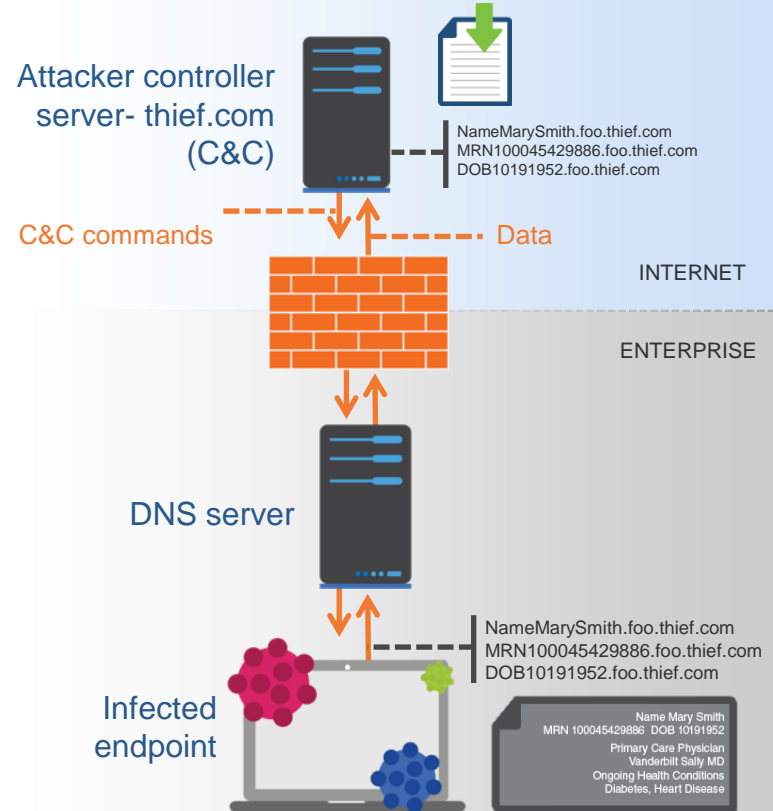 Attacker controller
server- thief.com
(C&C)
NameMarySmith.foo.thief.com
MRN100045429886.foo.thief.com
DOB10191952.foo.thief.com
C&C commands
Data
INTERNET
ENTERPRISE
DNS server
NameMarySmith.foo.thief.com
MRN100045429886.foo.thief.com
DOB10191952.foo.thief.com
Infected
endpoint
Name Mary Smith
MRN 100045429886 DOB 10191952
Primary Care Physician
Vanderbilt Sally MD
Ongoing Health Conditions
Diabetes, Heart Disease